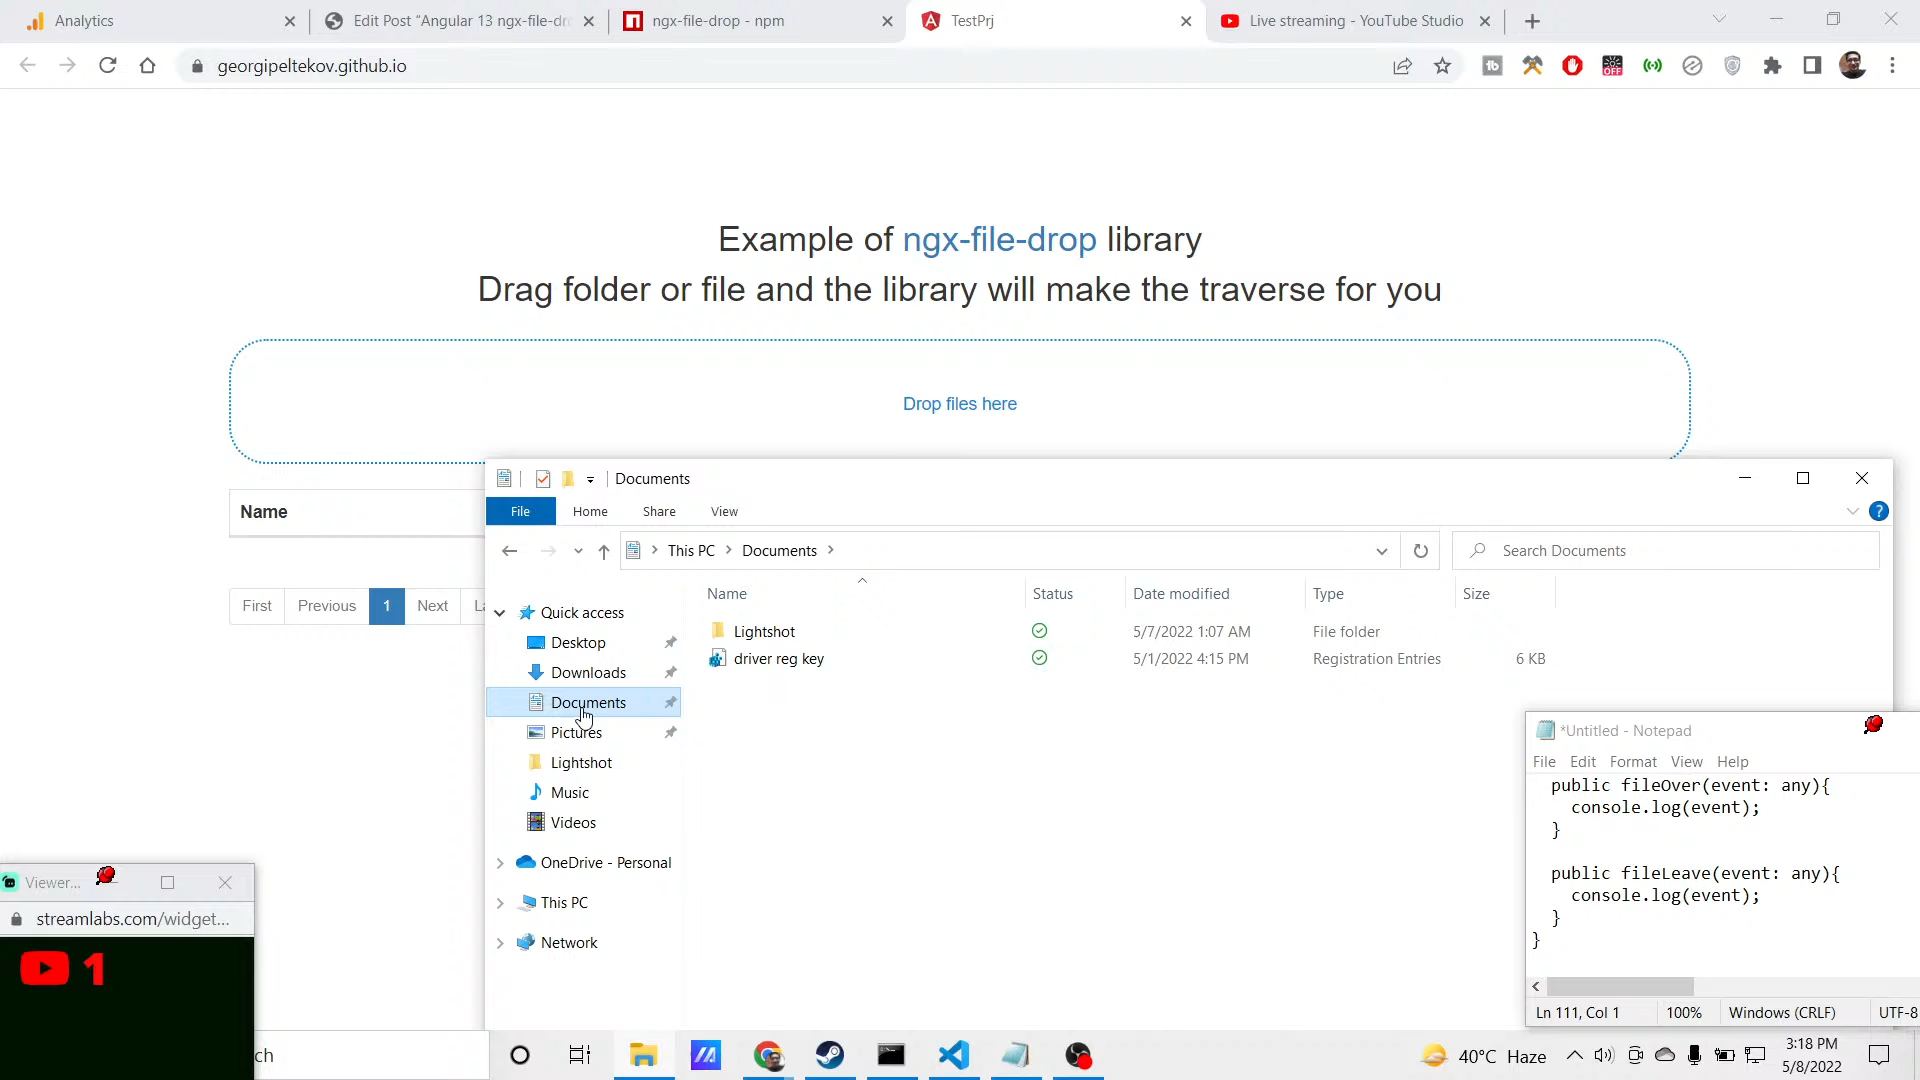 Analytics
Edit Post "Angular 13 ngx-file-dr
ngx-file-drop - npm
TestPrj
Live streaming - YouTube Studio
georgipeltekov.github.io
OFF
Example of ngx-file-drop library
Drag folder or file and the library will make the traverse for you
Drop files here
Name
First Previous 1 Next La
Documents
File Home Share View
This PC Documents
Search Documents
Name Status Date modified Type Size
Lightshot 5/7/2022 1:07 AM File folder
driver reg key 5/1/2022 4:15 PM Registration Entries 6 KB
Quick access
Desktop
Downloads
Documents
Pictures
Lightshot
Music
Videos
OneDrive - Personal
This PC
Network
*Untitled - Notepad
File Edit Format View Help
public fileOver(event: any){
console.log(event);
}
public fileLeave(event: any){
console.log(event);
}
}
Ln 111, Col 1 100% Windows (CRLF) UTF-8
Viewer...
streamlabs.com/widget...
1
ch
40°C Haze
3:18 PM
5/8/2022